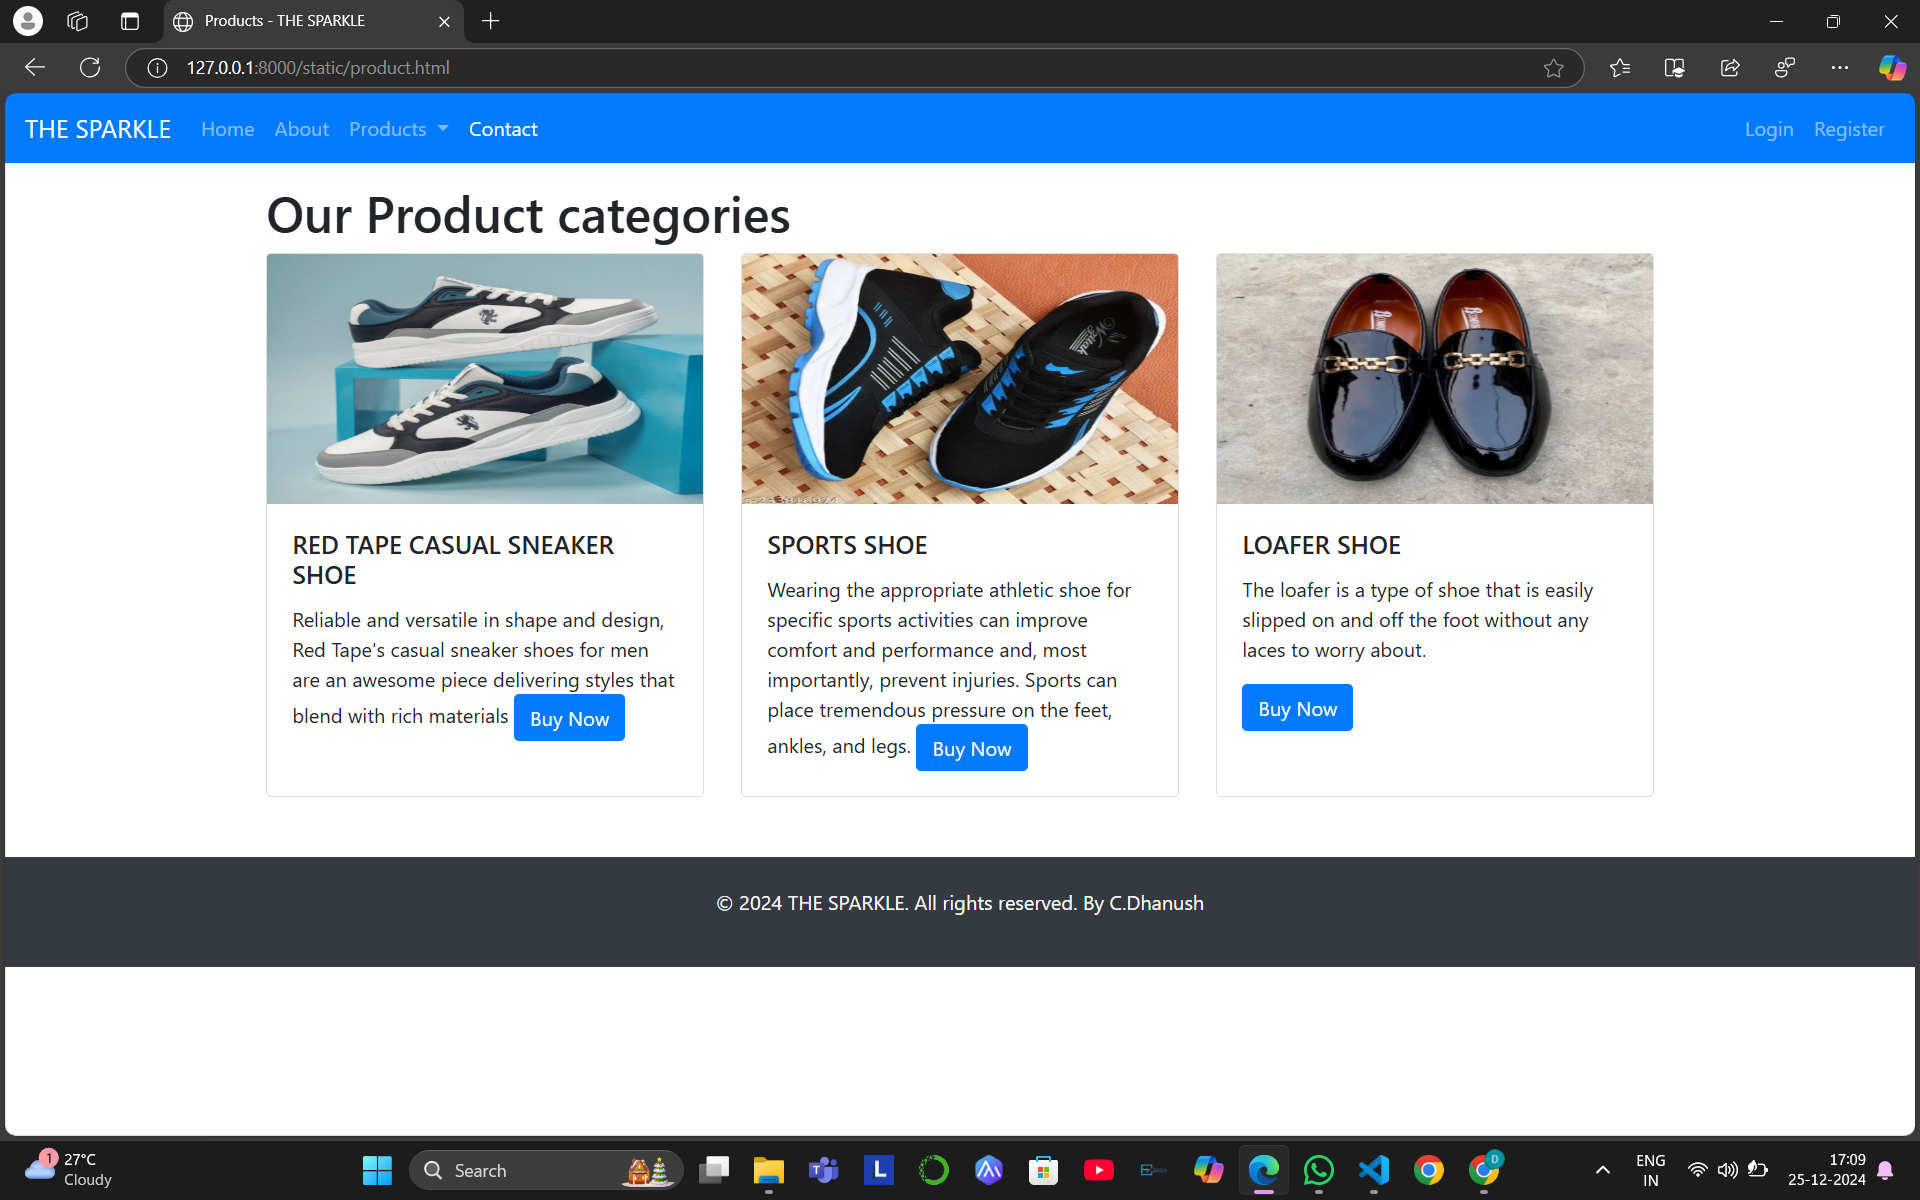 Products - THE SPARKLE
127.0.0.1:8000/static/product.html
THE SPARKLE Home About Products Contact Login Register
Our Product categories
RED TAPE CASUAL SNEAKER
SHOE
Reliable and versatile in shape and design,
Red Tape's casual sneaker shoes for men
are an awesome piece delivering styles that
blend with rich materials Buy Now
SPORTS SHOE
Wearing the appropriate athletic shoe for
specific sports activities can improve
comfort and performance and, most
importantly, prevent injuries. Sports can
place tremendous pressure on the feet,
ankles, and legs. Buy Now
LOAFER SHOE
The loafer is a type of shoe that is easily
slipped on and off the foot without any
laces to worry about.
Buy Now
© 2024 THE SPARKLE. All rights reserved. By C.Dhanush
1
27°C
Cloudy
Search
L
D
ENG
IN
17:09
25-12-2024